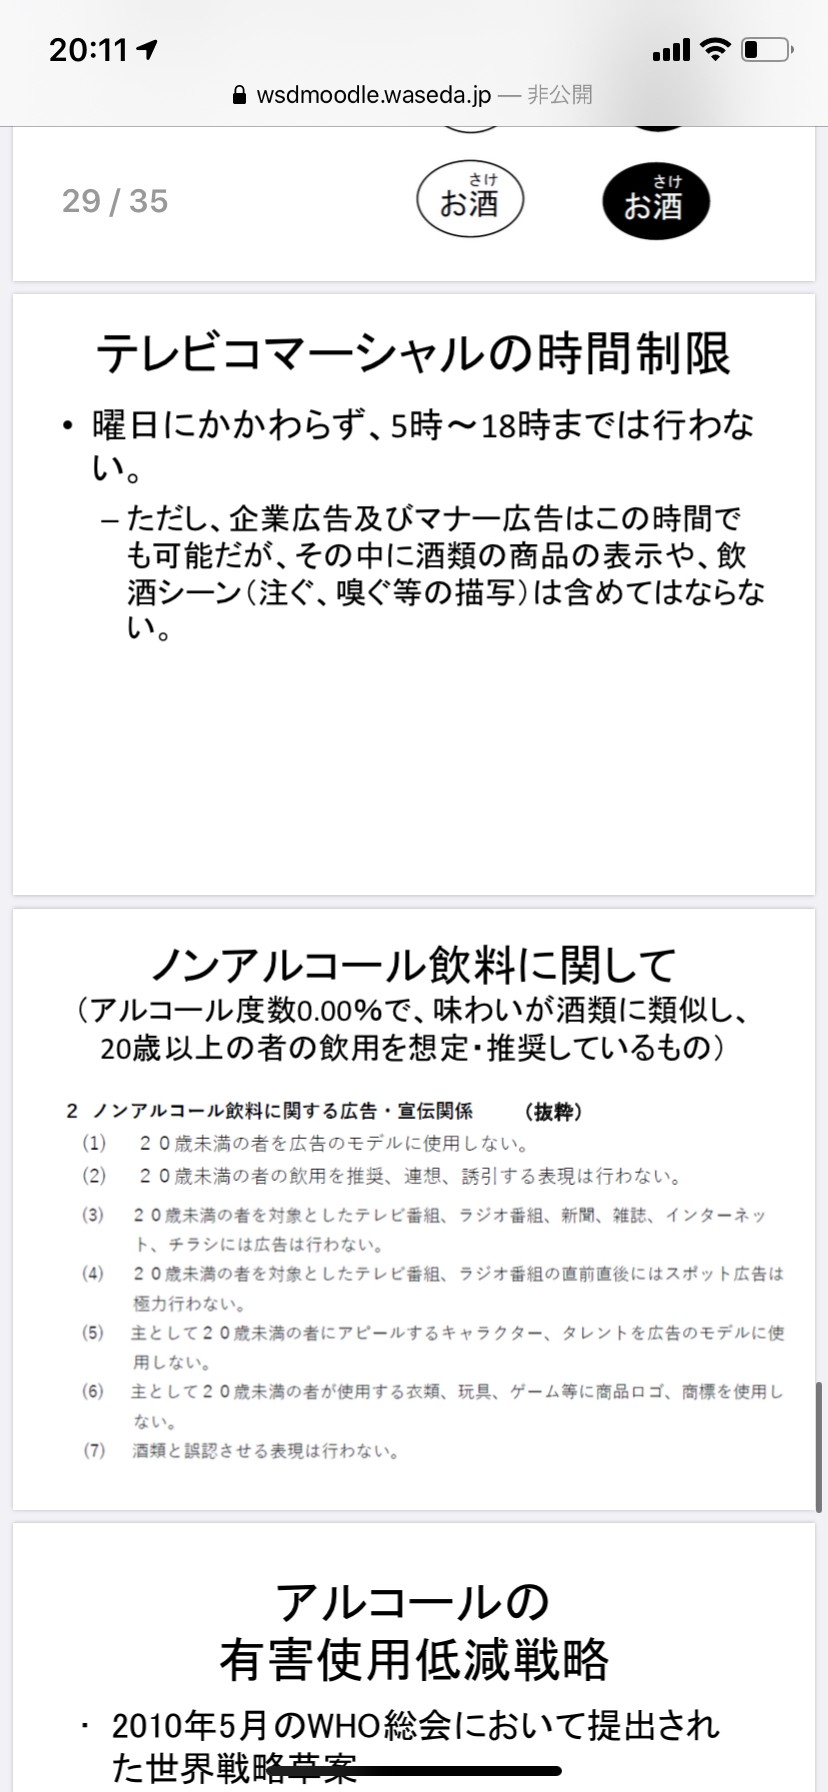 20:11
wsdmoodle.waseda.jp — 非公開
29 / 35
さけ
お酒
さけ
お酒
テレビコマーシャルの時間制限
• 曜日にかかわらず、5時～18時までは行わな
い。
– ただし、企業広告及びマナー広告はこの時間で
も可能だが、その中に酒類の商品の表示や、飲
酒シーン（注ぐ、嗅ぐ等の描写）は含めてはならな
い。
ノンアルコール飲料に関して
（アルコール度数0.00%で、味わいが酒類に類似し、
20歳以上の者の飲用を想定・推奨しているもの）
2 ノンアルコール飲料に関する広告・宣伝関係 （抜粋）
(1) ２０歳未満の者を広告のモデルに使用しない。
(2) ２０歳未満の者の飲用を推奨、連想、誘引する表現は行わない。
(3) ２０歳未満の者を対象としたテレビ番組、ラジオ番組、新聞、雑誌、インターネッ
ト、チラシには広告は行わない。
(4) ２０歳未満の者を対象としたテレビ番組、ラジオ番組の直前直後にはスポット広告は
極力行わない。
(5) 主として２０歳未満の者にアピールするキャラクター、タレントを広告のモデルに使
用しない。
(6) 主として２０歳未満の者が使用する衣類、玩具、ゲーム等に商品ロゴ、商標を使用し
ない。
(7) 酒類と誤認させる表現は行わない。
アルコールの
有害使用低減戦略
・ 2010年5月のWHO総会において提出され
た世界戦略草案